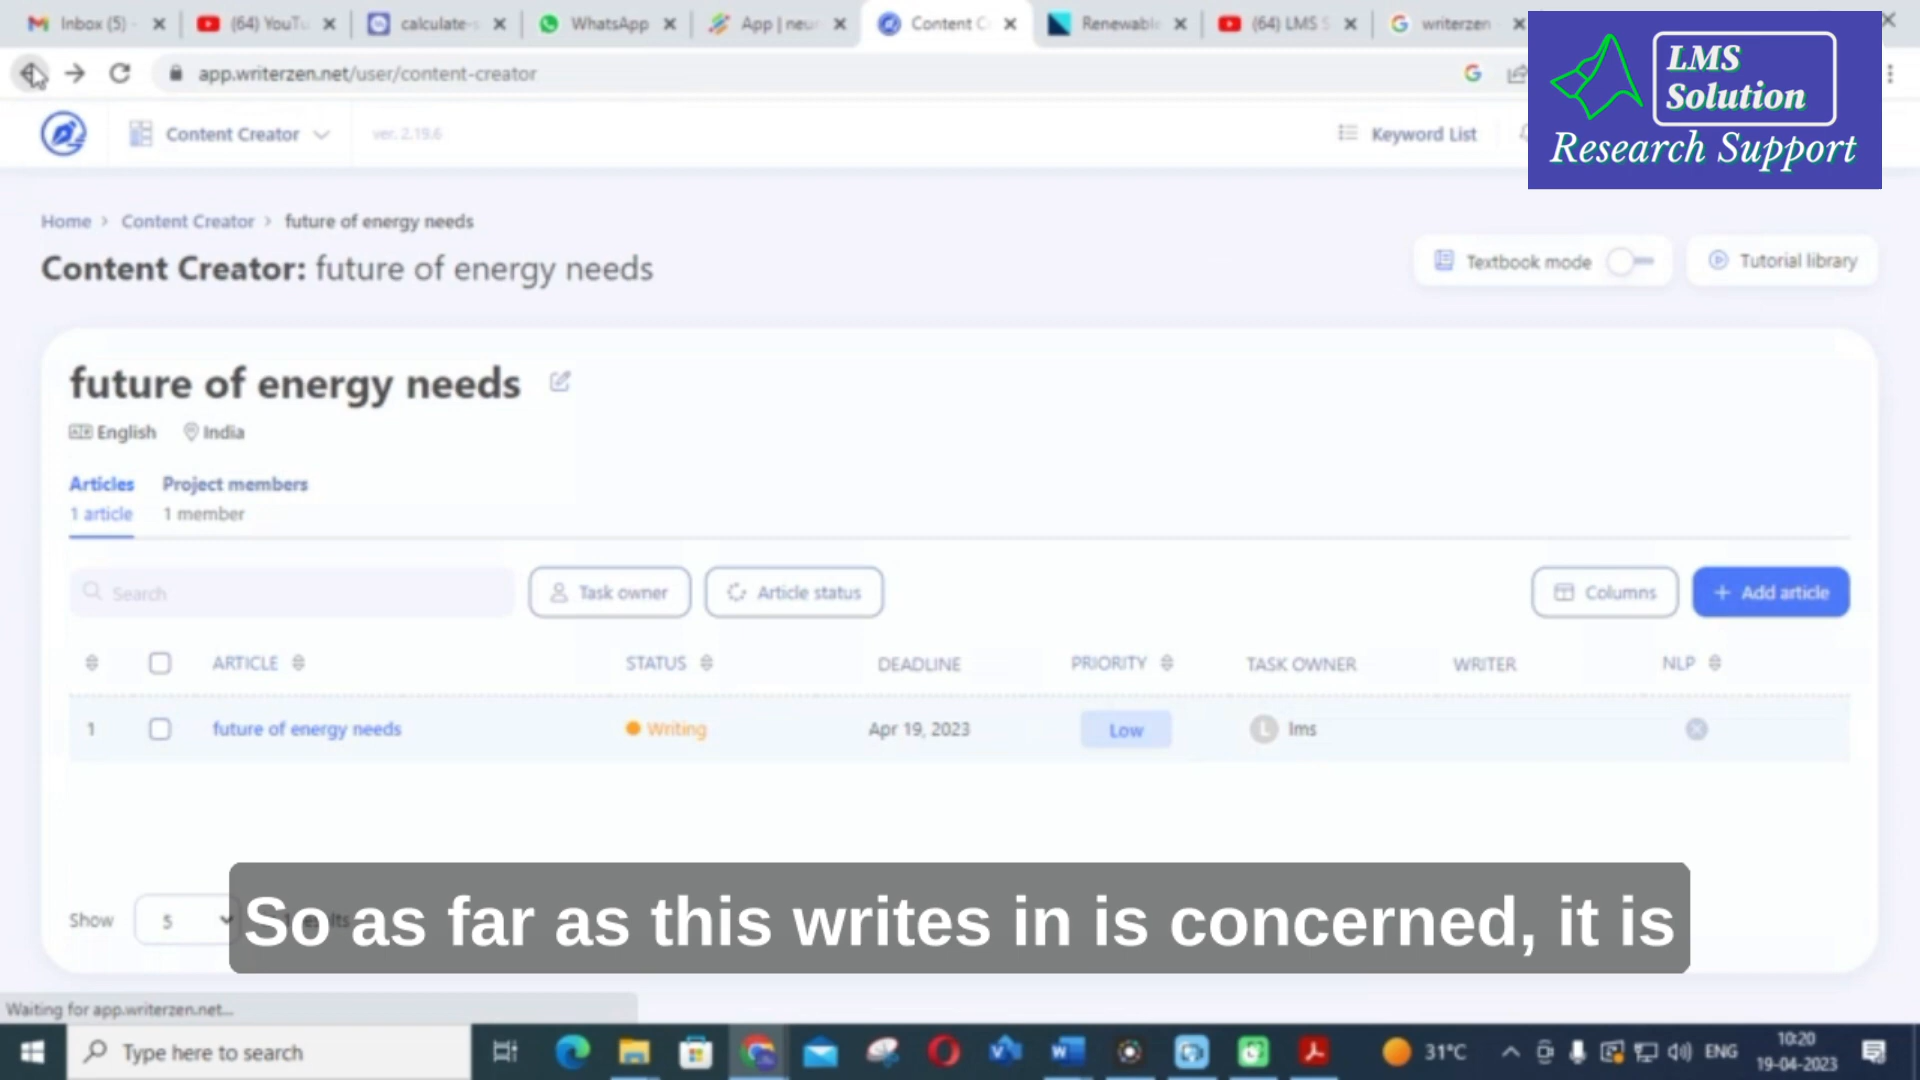 Inbox (5)
(64) YouTu
calculate-s
WhatsApp
App | neur
Content C
Renewable
(64) LMS S
writerzen
app.writerzen.net/user/content-creator
LMS
Solution
Research Support
Content Creator
ver. 2.19.6
Keyword List
Home > Content Creator > future of energy needs
Content Creator: future of energy needs
Textbook mode
Tutorial library
future of energy needs
English India
Articles Project members
1 article 1 member
Search
Task owner
Article status
Columns
+ Add article
ARTICLE STATUS DEADLINE PRIORITY TASK OWNER WRITER NLP
1 future of energy needs Writing Apr 19, 2023 Low L lms
Show 5
So as far as this writes in is concerned, it is
Waiting for app.writerzen.net...
Type here to search
31°C
ENG
10:20
19-04-2023